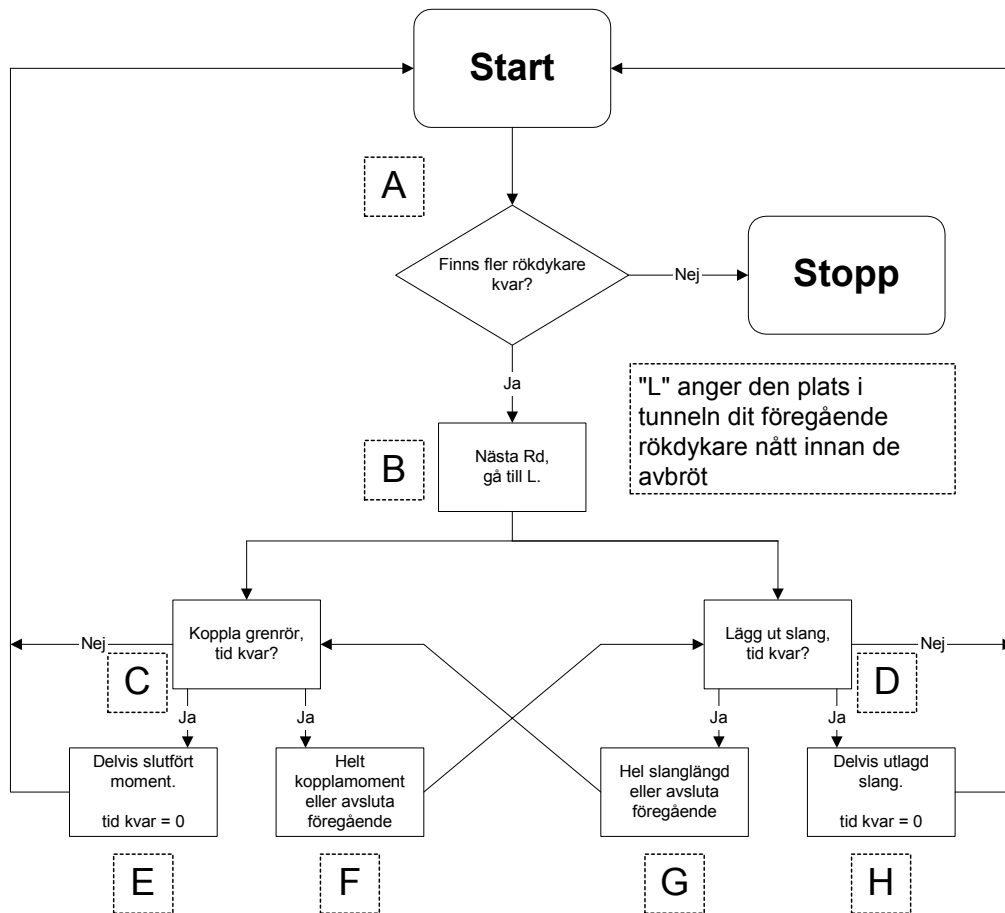 Start
A
Finns fler rökdykare
kvar?
Nej
Stopp
Ja
"L" anger den plats i
tunneln dit föregående
rökdykare nått innan de
avbröt
B
Nästa Rd,
gå till L.
Nej
Koppla grenrör,
tid kvar?
Lägg ut slang,
tid kvar?
Nej
C
D
Ja
Ja
Ja
Ja
Delvis slutfört
moment.
tid kvar = 0
Helt
kopplamoment
eller avsluta
föregående
Hel slanglängd
eller avsluta
föregående
Delvis utlagd
slang.
tid kvar = 0
E
F
G
H